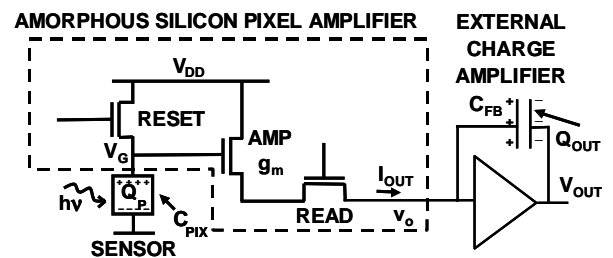 AMORPHOUS SILICON PIXEL AMPLIFIER
EXTERNAL
CHARGE
AMPLIFIER
VDD
RESET
CFB
+ + +
− − −
QOUT
AMP
gm
VG
+ + + +
QP
− − − −
hν
CPIX
SENSOR
READ
IOUT
vo
VOUT